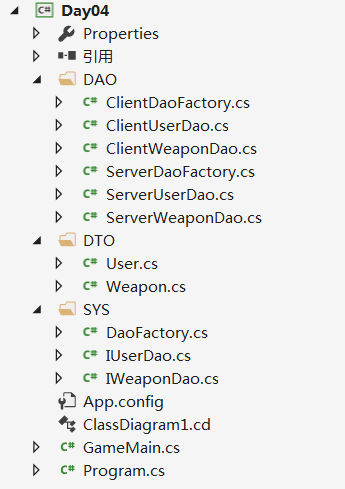 C# Day04
Properties
引用
DAO
C# ClientDaoFactory.cs
C# ClientUserDao.cs
C# ClientWeaponDao.cs
C# ServerDaoFactory.cs
C# ServerUserDao.cs
C# ServerWeaponDao.cs
DTO
C# User.cs
C# Weapon.cs
SYS
C# DaoFactory.cs
C# IUserDao.cs
C# IWeaponDao.cs
App.config
ClassDiagram1.cd
C# GameMain.cs
C# Program.cs